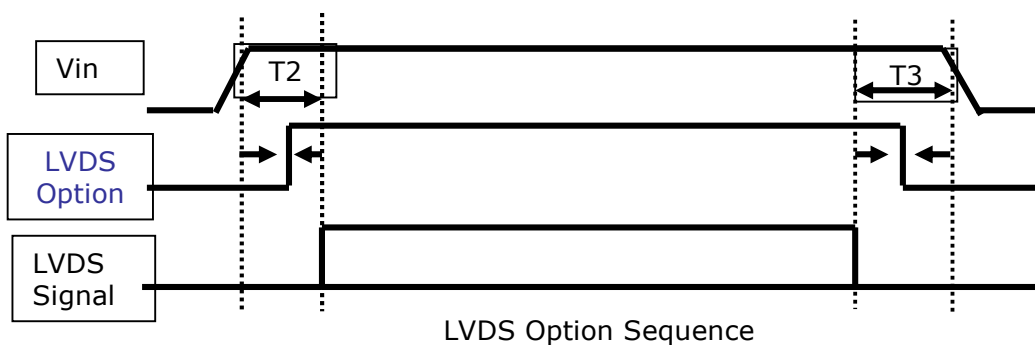 Vin
T2
T3
LVDS
Option
LVDS
Signal
LVDS Option Sequence